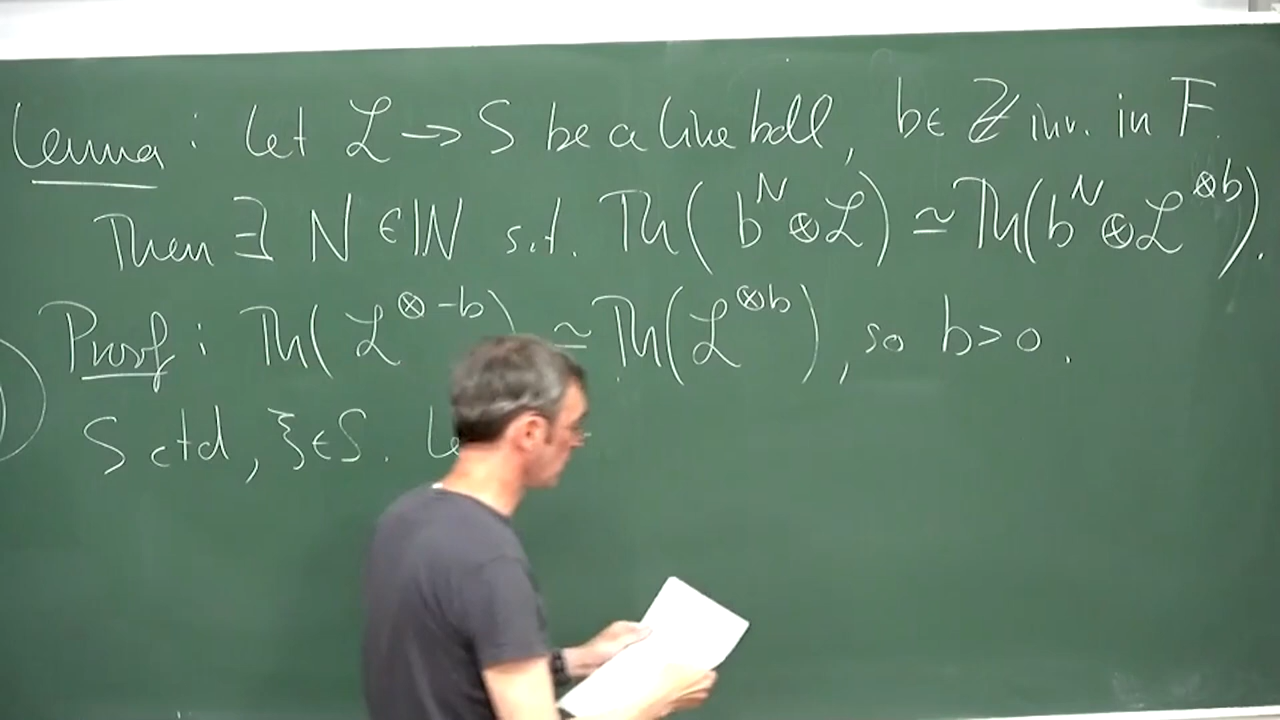 Lemma : Let ℒ → S be a line bdl, b ∈ ℤ inv. in F.
Then ∃ N ∈ ℕ s.t. Th( b^N ⊗ ℒ ) ≃ Th( b^N ⊗ ℒ^{⊗b} ).
Proof : Th( ℒ^{⊗ -b} ) ≃ Th( ℒ^{⊗b} ), so b > 0.
S ctd, ξ ∈ S.